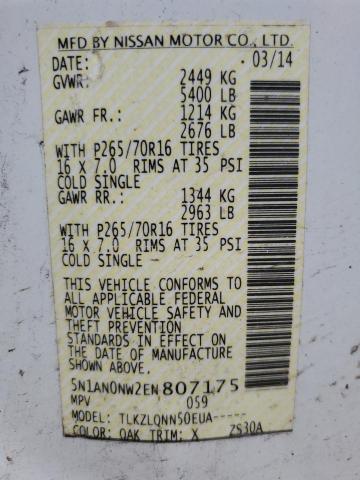 MFD BY NISSAN MOTOR CO., LTD.
DATE: 03/14
GVWR: 2449 KG
5400 LB
GAWR FR.: 1214 KG
2676 LB
WITH P265/70R16 TIRES
16 X 7.0 RIMS AT 35 PSI
COLD SINGLE
GAWR RR.: 1344 KG
2963 LB
WITH P265/70R16 TIRES
16 X 7.0 RIMS AT 35 PSI
COLD SINGLE
THIS VEHICLE CONFORMS TO
ALL APPLICABLE FEDERAL
MOTOR VEHICLE SAFETY AND
THEFT PREVENTION
STANDARDS IN EFFECT ON
THE DATE OF MANUFACTURE
SHOWN ABOVE.
5N1AN0NW2EN807175
MPV 059
MODEL: TLKZLQNN50EUA-----
COLOR: QAK TRIM: X ZS30A